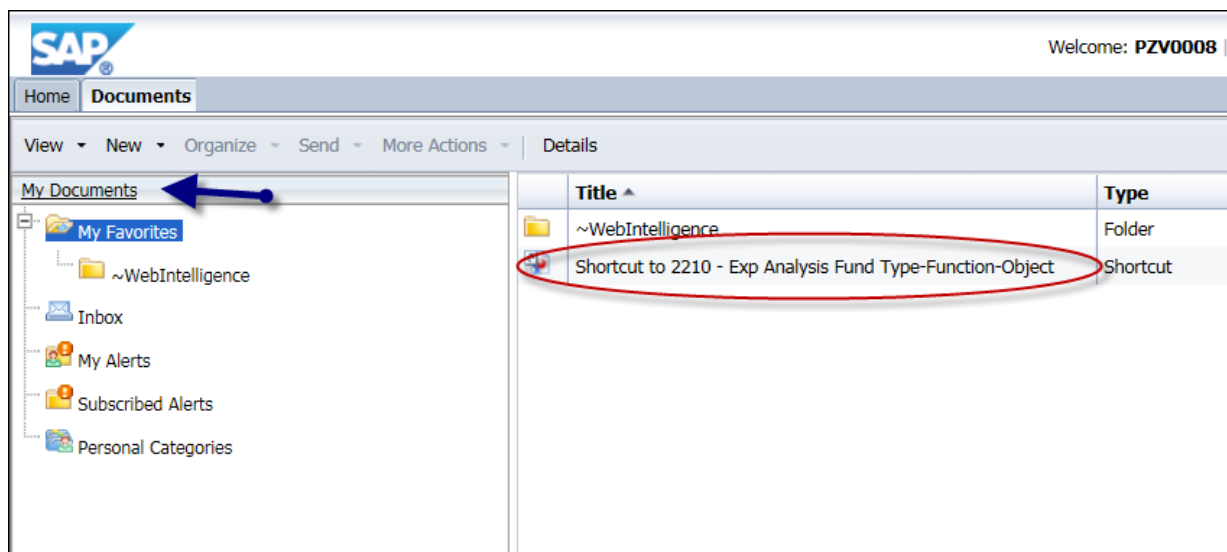 SAP®
Welcome: PZV0008 |
Home Documents
View New Organize Send More Actions | Details
My Documents
Title Type
My Favorites
~WebIntelligence Folder
Shortcut to 2210 - Exp Analysis Fund Type-Function-Object Shortcut
~WebIntelligence
Inbox
My Alerts
Subscribed Alerts
Personal Categories